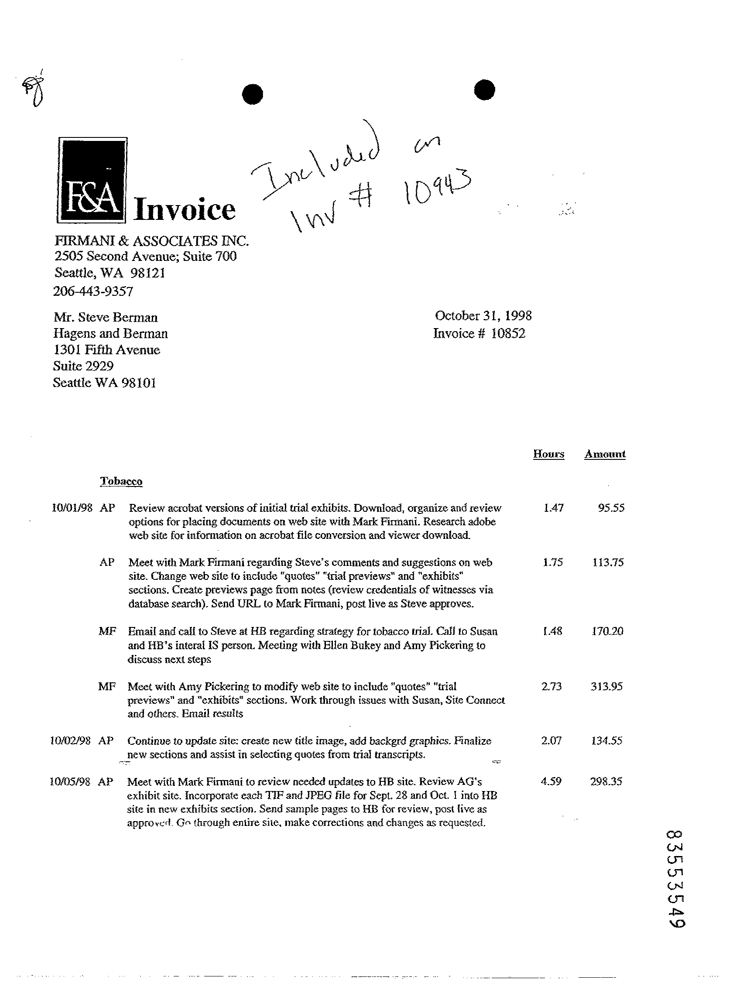 Included on
Inv # 10943
F&A Invoice
FIRMANI & ASSOCIATES INC.
2505 Second Avenue; Suite 700
Seattle, WA 98121
206-443-9357
Mr. Steve Berman
Hagens and Berman
1301 Fifth Avenue
Suite 2929
Seattle WA 98101
October 31, 1998
Invoice # 10852
Hours Amount
Tobacco
10/01/98 AP Review acrobat versions of initial trial exhibits. Download, organize and review 1.47 95.55
options for placing documents on web site with Mark Firmani. Research adobe
web site for information on acrobat file conversion and viewer download.
AP Meet with Mark Firmani regarding Steve's comments and suggestions on web 1.75 113.75
site. Change web site to include "quotes" "trial previews" and "exhibits"
sections. Create previews page from notes (review credentials of witnesses via
database search). Send URL to Mark Firmani, post live as Steve approves.
MF Email and call to Steve at HB regarding strategy for tobacco trial. Call to Susan 1.48 170.20
and HB's interal IS person. Meeting with Ellen Bukey and Amy Pickering to
discuss next steps
MF Meet with Amy Pickering to modify web site to include "quotes" "trial 2.73 313.95
previews" and "exhibits" sections. Work through issues with Susan, Site Connect
and others. Email results
10/02/98 AP Continue to update site: create new title image, add backgrd graphics. Finalize 2.07 134.55
new sections and assist in selecting quotes from trial transcripts.
10/05/98 AP Meet with Mark Firmani to review needed updates to HB site. Review AG's 4.59 298.35
exhibit site. Incorporate each TIF and JPEG file for Sept. 28 and Oct. 1 into HB
site in new exhibits section. Send sample pages to HB for review, post live as
approved. Go through entire site, make corrections and changes as requested.
83553549